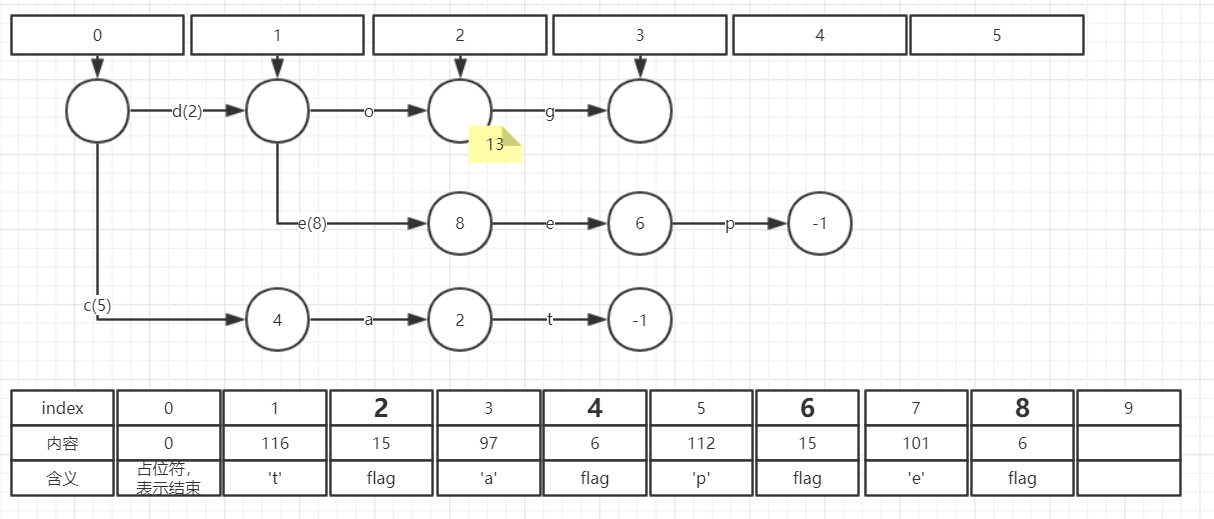 0 1 2 3 4 5
d(2) o g
13
e(8) 8 e 6 p -1
c(5) 4 a 2 t -1
index 0 1 2 3 4 5 6 7 8 9
内容 0 116 15 97 6 112 15 101 6
含义 占位符, 't' flag 'a' flag 'p' flag 'e' flag
表示结束